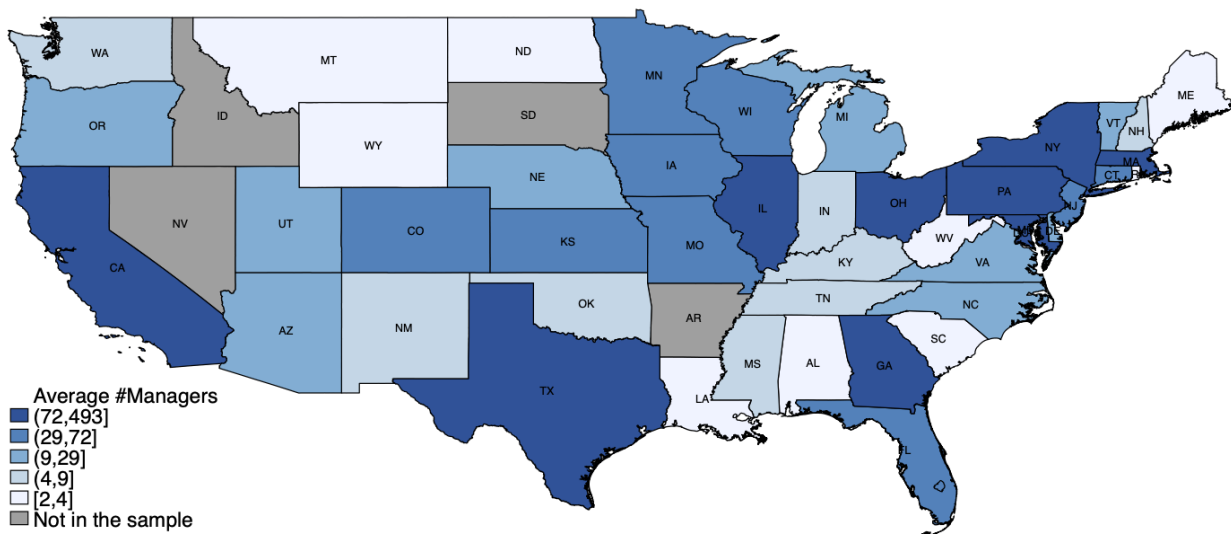 WA
MT
ND
MN
ME
VT
NH
WI
MI
OR
ID
SD
NY
WY
MA
IA
CT
NE
PA
NJ
NV
UT
IL
OH
IN
CO
DE
WV
KS
MO
VA
CA
KY
OK
TN
NC
AZ
NM
AR
SC
MS
AL
GA
TX
LA
FL
Average #Managers
(72,493]
(29,72]
(9,29]
(4,9]
[2,4]
Not in the sample